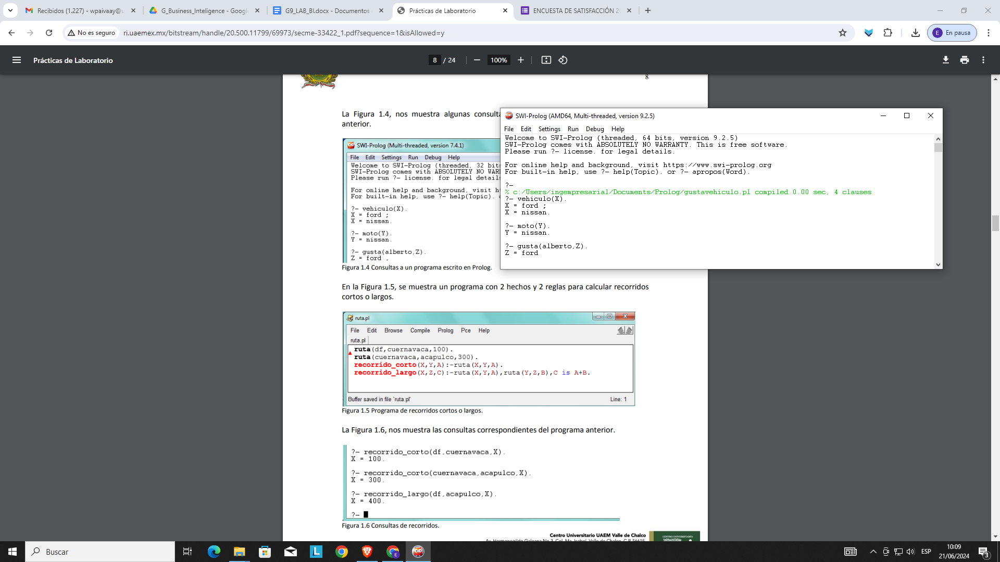 Recibidos (1.227) - wpaivaay@u
G_Business_Inteligence - Google
G9_LAB_BI.docx - Documentos
Prácticas de Laboratorio
ENCUESTA DE SATISFACCIÓN 2
No es seguro
ri.uaemex.mx/bitstream/handle/20.500.11799/69973/secme-33422_1.pdf?sequence=1&isAllowed=y
E
En pausa
Prácticas de Laboratorio
8 / 24
100%
8
La Figura 1.4, nos muestra algunas
anterior.
SWI-Prolog (Multi-threaded, version 7.4.1)
File Edit Settings Run Debug Help
Welcome to SWI-Prolog (threaded, 32
SWI-Prolog comes with ABSOLUTELY NO
Please run ?- license. for legal
For online help and background, visit
For built-in help, use ?- help(Topic).
?- vehiculo(X).
X = ford ;
X = nissan.
?- moto(Y).
Y = nissan.
?- gusta(alberto,Z).
Z = ford .
Figura 1.4 Consultas a un programa escrito en Prolog.
SWI-Prolog (AMD64, Multi-threaded, version 9.2.5)
File Edit Settings Run Debug Help
Welcome to SWI-Prolog (threaded, 64 bits, version 9.2.5)
SWI-Prolog comes with ABSOLUTELY NO WARRANTY. This is free software.
Please run ?- license. for legal details.
For online help and background, visit https://www.swi-prolog.org
For built-in help, use ?- help(Topic). or ?- apropos(Word).
?-
% c:/Users/ingempresarial/Documents/Prolog/gustavehiculo.pl compiled 0.00 sec, 4 clauses
?- vehiculo(X).
X = ford ;
X = nissan.
?- moto(Y).
Y = nissan.
?- gusta(alberto,Z).
Z = ford
En la Figura 1.5, se muestra un programa con 2 hechos y 2 reglas para calcular recorridos
cortos o largos.
ruta.pl
File Edit Browse Compile Prolog Pce Help
ruta.pl
ruta(df,cuernavaca,100).
ruta(cuernavaca,acapulco,300).
recorrido_corto(X,Y,A):-ruta(X,Y,A).
recorrido_largo(X,Z,C):-ruta(X,Y,A),ruta(Y,Z,B),C is A+B.
Buffer saved in file `ruta.pl'
Line: 1
Figura 1.5 Programa de recorridos cortos o largos.
La Figura 1.6, nos muestra las consultas correspondientes del programa anterior.
?- recorrido_corto(df,cuernavaca,X).
X = 100.
?- recorrido_corto(cuernavaca,acapulco,X).
X = 300.
?- recorrido_largo(df,acapulco,X).
X = 400.
?-
Figura 1.6 Consultas de recorridos.
Centro Universitario UAEM Valle de Chalco
CENTRO UNIVERSITARIO
Buscar
L
E
ESP
10:09
21/06/2024
3